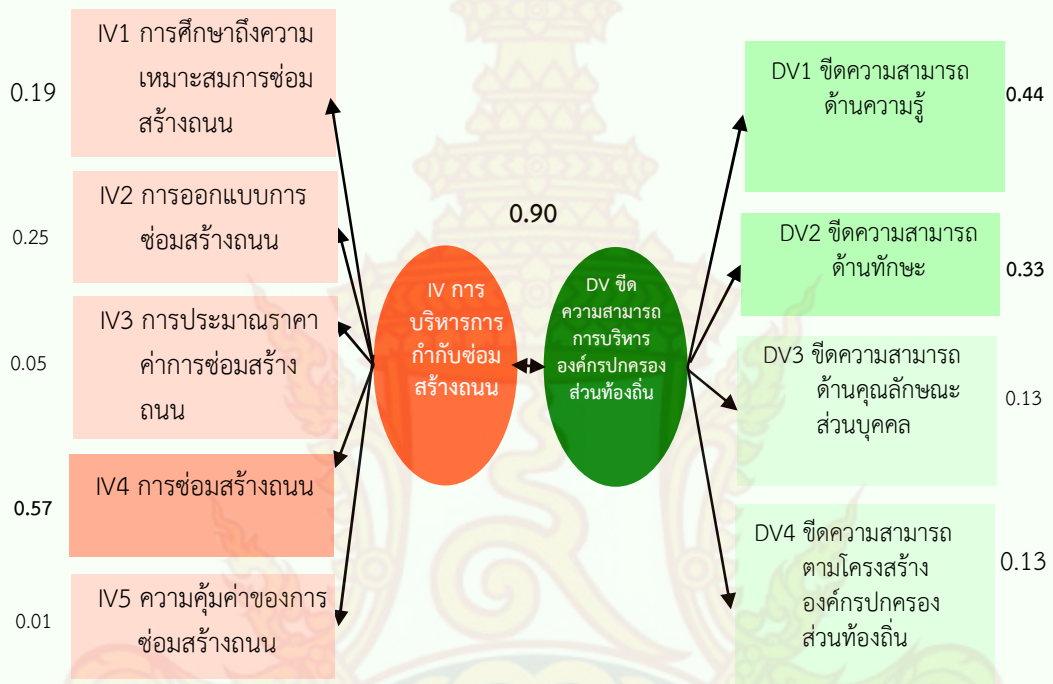 0.19
IV1 การศึกษาถึงความ
เหมาะสมการซ่อม
สร้างถนน
0.25
IV2 การออกแบบการ
ซ่อมสร้างถนน
0.05
IV3 การประมาณราคา
ค่าการซ่อมสร้าง
ถนน
0.57
IV4 การซ่อมสร้างถนน
0.01
IV5 ความคุ้มค่าของการ
ซ่อมสร้างถนน
IV การ
บริหารการ
กำกับซ่อม
สร้างถนน
0.90
DV ขีด
ความสามารถ
การบริหาร
องค์กรปกครอง
ส่วนท้องถิ่น
DV1 ขีดความสามารถ
ด้านความรู้
0.44
DV2 ขีดความสามารถ
ด้านทักษะ
0.33
DV3 ขีดความสามารถ
ด้านคุณลักษณะ
ส่วนบุคคล
0.13
DV4 ขีดความสามารถ
ตามโครงสร้าง
องค์กรปกครอง
ส่วนท้องถิ่น
0.13